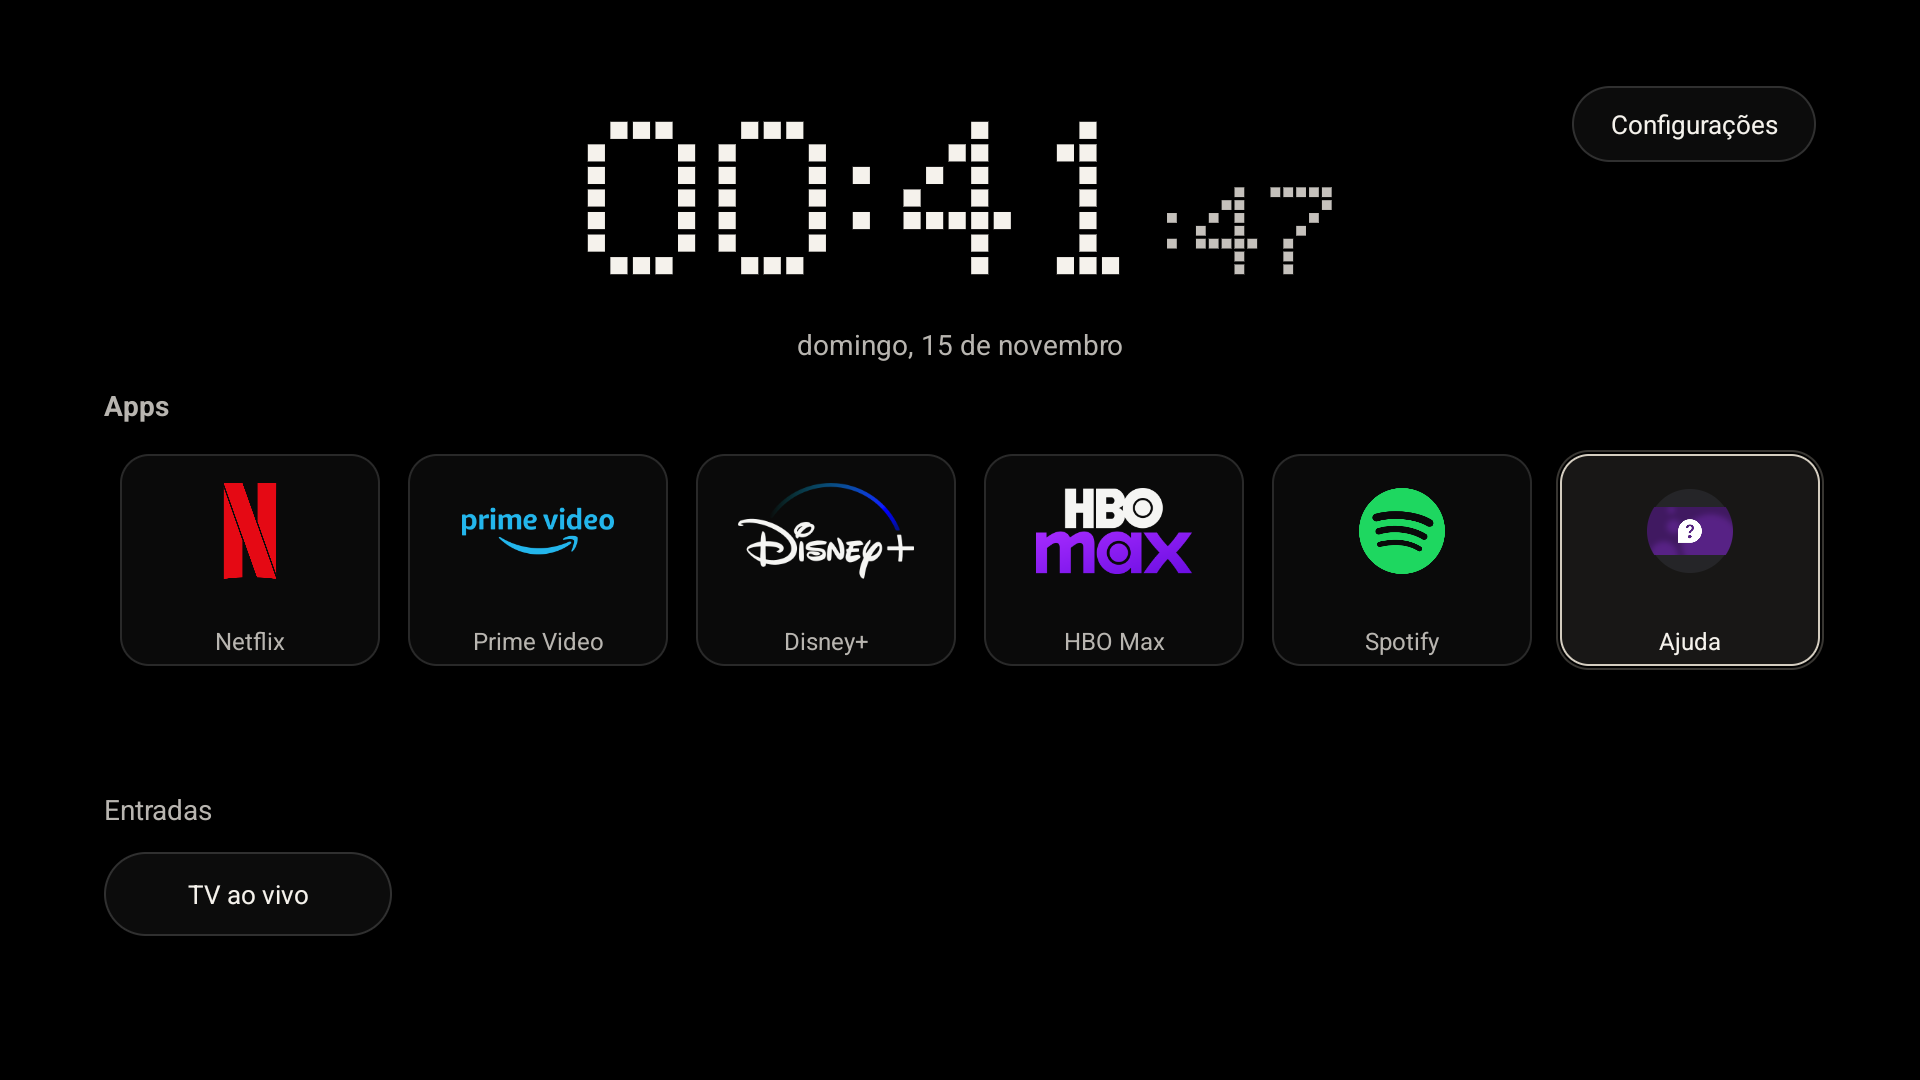 00:41:47
Configurações
domingo, 15 de novembro
Apps
N
prime video
Disney+
HBO
max
?
Netflix
Prime Video
Disney+
HBO Max
Spotify
Ajuda
Entradas
TV ao vivo